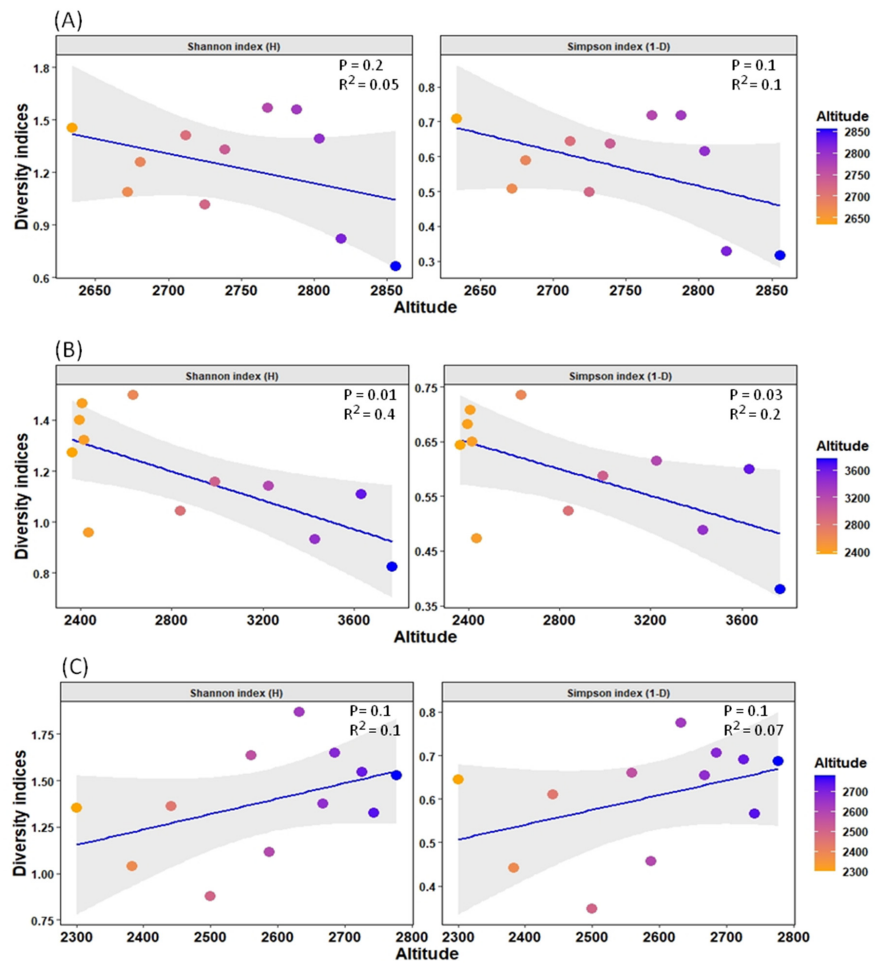 (A)
Shannon index (H)
Simpson index (1-D)
P = 0.2
R2 = 0.05
P = 0.1
R2 = 0.1
Diversity indices
1.8
1.5
1.2
0.9
0.6
0.8
0.7
0.6
0.5
0.4
0.3
2650 2700 2750 2800 2850
2650 2700 2750 2800 2850
Altitude
Altitude
Altitude
2850
2800
2750
2700
2650
(B)
Shannon index (H)
Simpson index (1-D)
P = 0.01
R2 = 0.4
P = 0.03
R2 = 0.2
Diversity indices
1.4
1.2
1.0
0.8
0.75
0.65
0.55
0.45
0.35
2400 2800 3200 3600
2400 2800 3200 3600
Altitude
Altitude
Altitude
3600
3200
2800
2400
(C)
Shannon index (H)
Simpson index (1-D)
P= 0.1
R2 = 0.1
P = 0.1
R2 = 0.07
Diversity indices
1.75
1.50
1.25
1.00
0.75
0.8
0.7
0.6
0.5
0.4
2300 2400 2500 2600 2700 2800
2300 2400 2500 2600 2700 2800
Altitude
Altitude
Altitude
2700
2600
2500
2400
2300